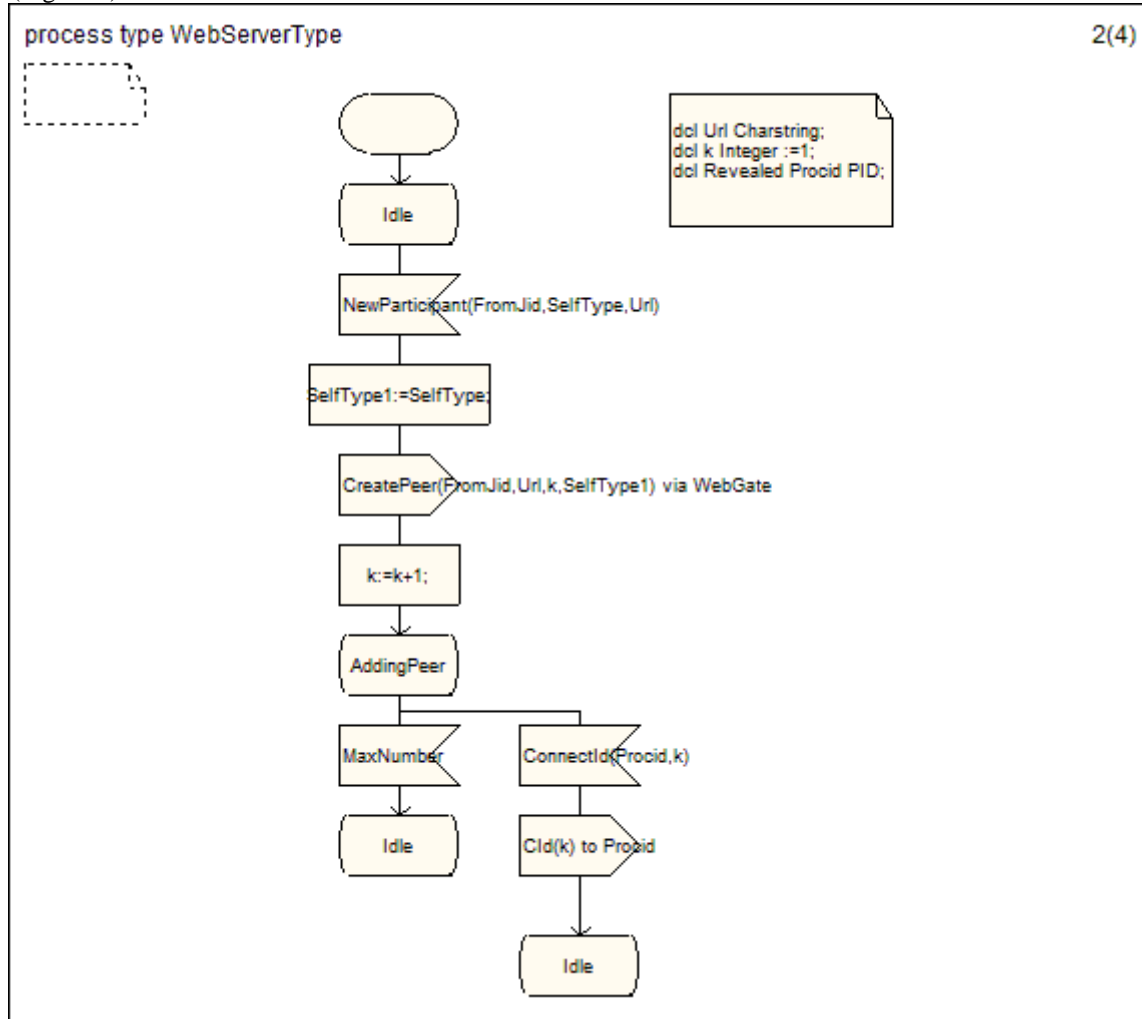 process type WebServerType
2(4)
dcl Url Charstring;
dcl k Integer :=1;
dcl Revealed Procid PID;
Idle
NewParticipant(FromJid,SelfType,Url)
SelfType1:=SelfType;
CreatePeer(FromJid,Url,k,SelfType1) via WebGate
k:=k+1;
AddingPeer
MaxNumber
ConnectId(Procid,k)
Idle
CId(k) to Procid
Idle